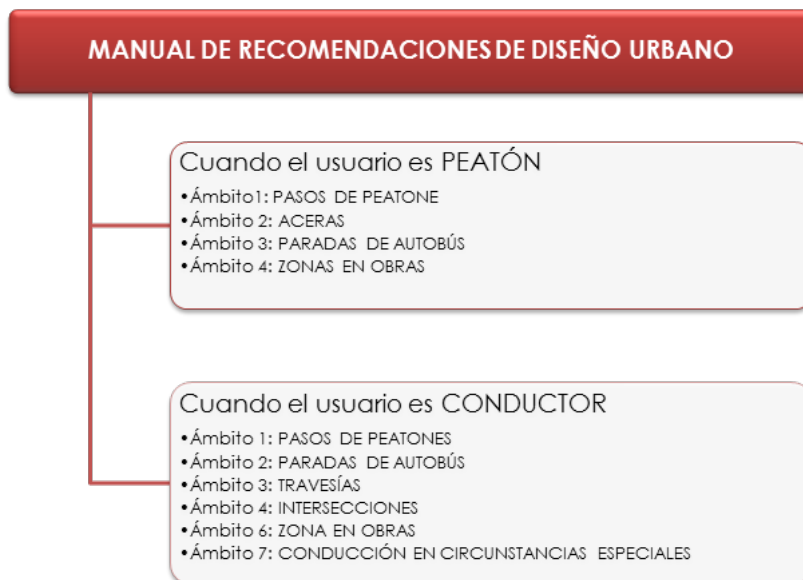 MANUAL DE RECOMENDACIONES DE DISEÑO URBANO
Cuando el usuario es PEATÓN
•Ámbito1: PASOS DE PEATONE
•Ámbito 2: ACERAS
•Ámbito 3: PARADAS DE AUTOBÚS
•Ámbito 4: ZONAS EN OBRAS
Cuando el usuario es CONDUCTOR
•Ámbito 1: PASOS DE PEATONES
•Ámbito 2: PARADAS DE AUTOBÚS
•Ámbito 3: TRAVESÍAS
•Ámbito 4: INTERSECCIONES
•Ámbito 6: ZONA EN OBRAS
•Ámbito 7: CONDUCCIÓN EN CIRCUNSTANCIAS ESPECIALES